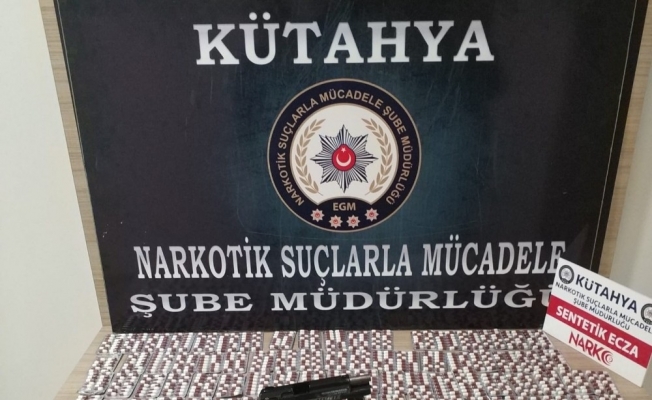 KÜTAHYA
NARKOTİK SUÇLARLA MÜCADELE ŞUBE MÜDÜRLÜĞÜ
EGM
NARKOTİK SUÇLARLA MÜCADELE
ŞUBE MÜDÜRLÜĞÜ
KÜTAHYA
NARKOTİK SUÇLARLA MÜCADELE
ŞUBE MÜDÜRLÜĞÜ
SENTETİK ECZA
NARKO